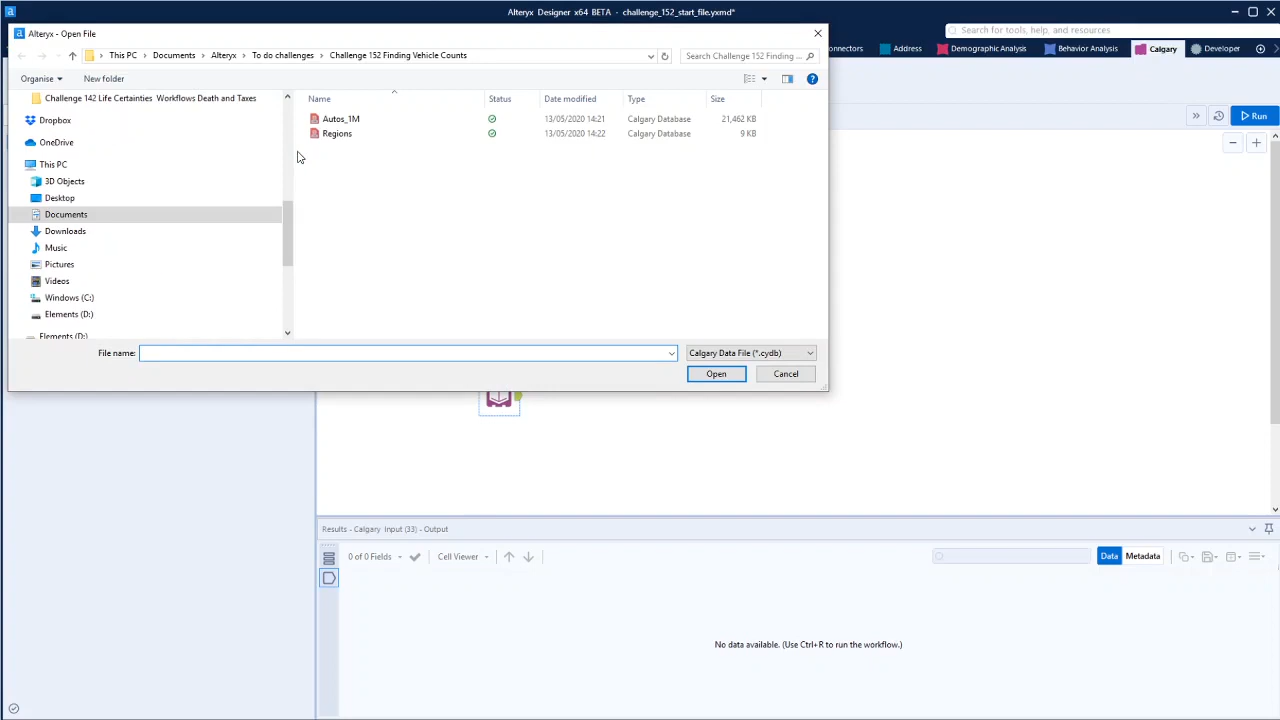 Alteryx Designer x64 BETA - challenge_152_start_file.yxmd*
Alteryx - Open File
Search for tools, help, and resources
This PC > Documents > Alteryx > To do challenges > Challenge 152 Finding Vehicle Counts
Search Challenge 152 Finding ...
onnectors
Address
Demographic Analysis
Behavior Analysis
Calgary
Developer
Organise
New folder
Challenge 142 Life Certainties Workflows Death and Taxes
Name
Status
Date modified
Type
Size
Dropbox
Autos_1M
13/05/2020 14:21
Calgary Database
21,462 KB
Run
OneDrive
Regions
13/05/2020 14:22
Calgary Database
9 KB
This PC
3D Objects
Desktop
Documents
Downloads
Music
Pictures
Videos
Windows (C:)
Elements (D:)
Elements (D:)
File name:
Calgary Data File (*.cydb)
Open
Cancel
Results - Calgary Input (33) - Output
0 of 0 Fields
Cell Viewer
Data
Metadata
No data available. (Use Ctrl+R to run the workflow.)